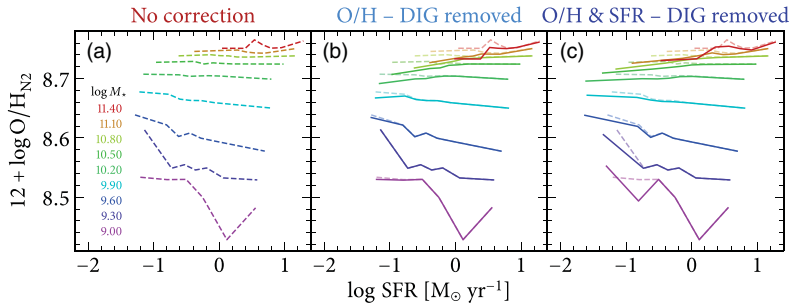 No correction
O/H – DIG removed
O/H & SFR – DIG removed
(a)
(b)
(c)
12 + log O/H_N2
8.7
8.6
8.5
log M*
11.40
11.10
10.80
10.50
10.20
9.90
9.60
9.30
9.00
−2 −1 0 1
−2 −1 0 1
−2 −1 0 1
log SFR [M⊙ yr⁻¹]